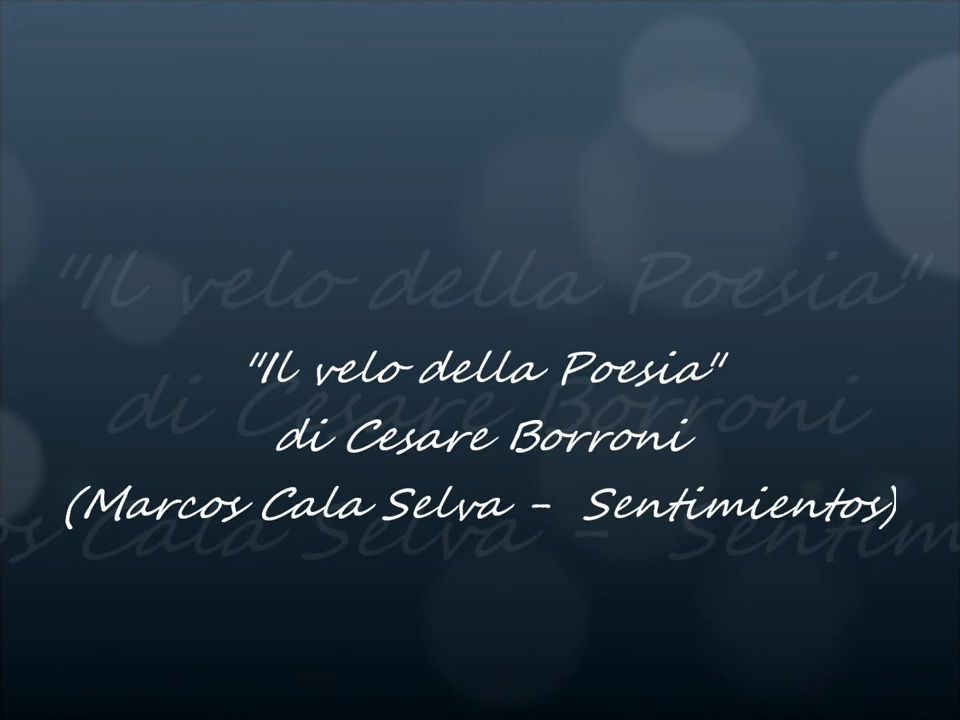 "Il velo della Poesia"
di Cesare Borroni
(Marcos Cala Selva - Sentimientos)